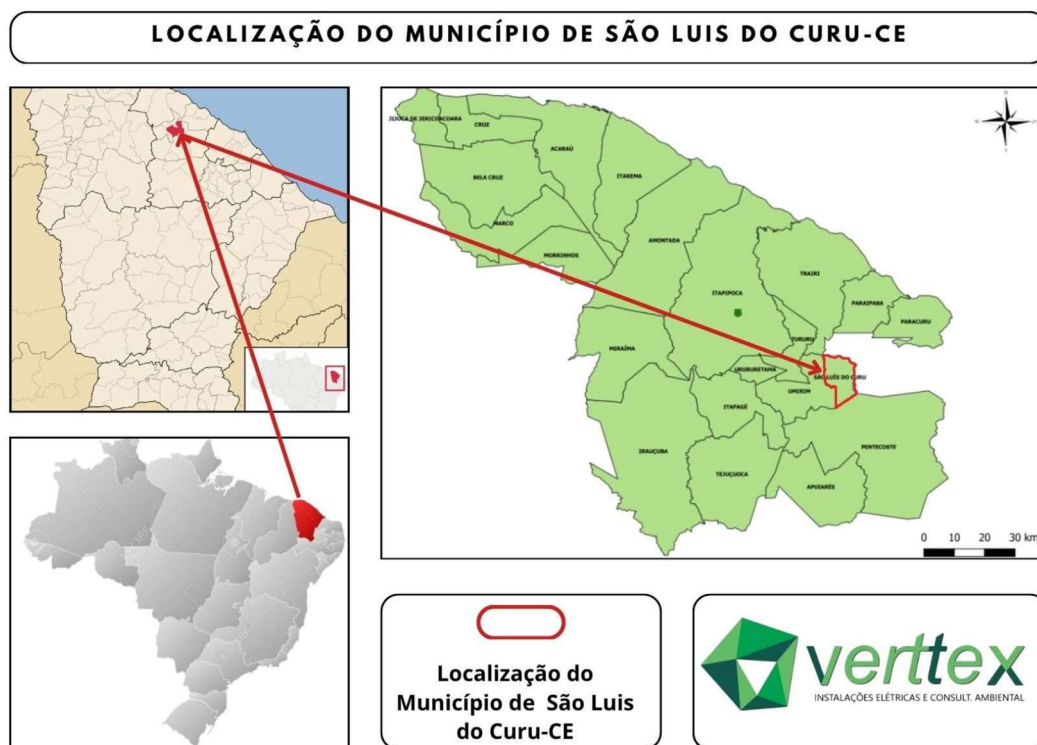 LOCALIZAÇÃO DO MUNICÍPIO DE SÃO LUIS DO CURU-CE
JIJOCA DE JERICOACOARA
CRUZ
ACARAÚ
ITAREMA
BELA CRUZ
MARCO
MORRINHOS
AMONTADA
TRAIRI
ITAPIPOCA
PARAIPABA
PARACURU
TURURU
MIRAÍMA
URUBURETAMA
SÃO LUÍS DO CURU
UMIRIM
ITAPAGÉ
IRAUÇUBA
TEJUÇUOCA
PENTECOSTE
APUIARÉS
0 10 20 30 km
Localização do
Município de São Luis
do Curu-CE
verttex
INSTALAÇÕES ELÉTRICAS E CONSULT. AMBIENTAL